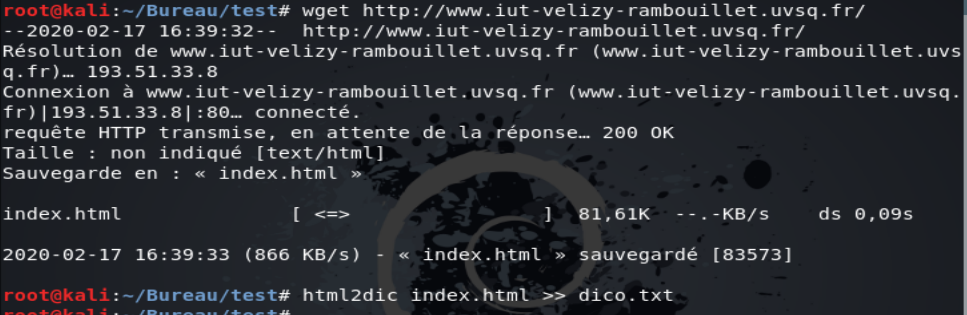 root@kali:~/Bureau/test# wget http://www.iut-velizy-rambouillet.uvsq.fr/
--2020-02-17 16:39:32--  http://www.iut-velizy-rambouillet.uvsq.fr/
Résolution de www.iut-velizy-rambouillet.uvsq.fr (www.iut-velizy-rambouillet.uvs
q.fr)… 193.51.33.8
Connexion à www.iut-velizy-rambouillet.uvsq.fr (www.iut-velizy-rambouillet.uvsq.
fr)|193.51.33.8|:80… connecté.
requête HTTP transmise, en attente de la réponse… 200 OK
Taille : non indiqué [text/html]
Sauvegarde en : « index.html »
index.html              [ <=>                ]  81,61K  --.-KB/s    ds 0,09s
2020-02-17 16:39:33 (866 KB/s) - « index.html » sauvegardé [83573]
root@kali:~/Bureau/test# html2dic index.html >> dico.txt
root@kali:~/Bureau/test#